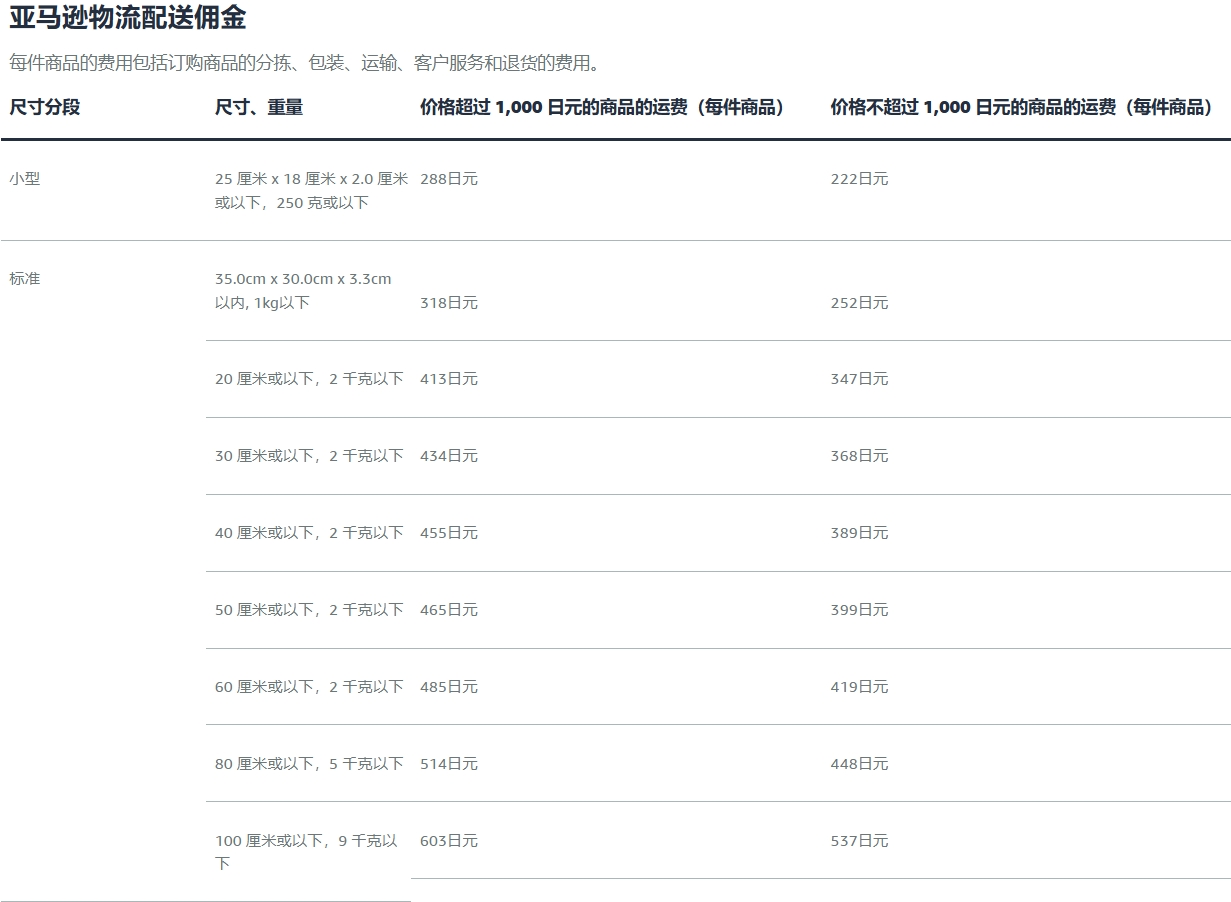 亚马逊物流配送佣金
每件商品的费用包括订购商品的分拣、包装、运输、客户服务和退货的费用。
尺寸分段 尺寸、重量 价格超过 1,000 日元的商品的运费（每件商品） 价格不超过 1,000 日元的商品的运费（每件商品）
小型 25 厘米 x 18 厘米 x 2.0 厘米 288日元 222日元
或以下，250 克或以下
标准 35.0cm x 30.0cm x 3.3cm
以内, 1kg以下 318日元 252日元
20 厘米或以下，2 千克以下 413日元 347日元
30 厘米或以下，2 千克以下 434日元 368日元
40 厘米或以下，2 千克以下 455日元 389日元
50 厘米或以下，2 千克以下 465日元 399日元
60 厘米或以下，2 千克以下 485日元 419日元
80 厘米或以下，5 千克以下 514日元 448日元
100 厘米或以下，9 千克以 603日元 537日元
下